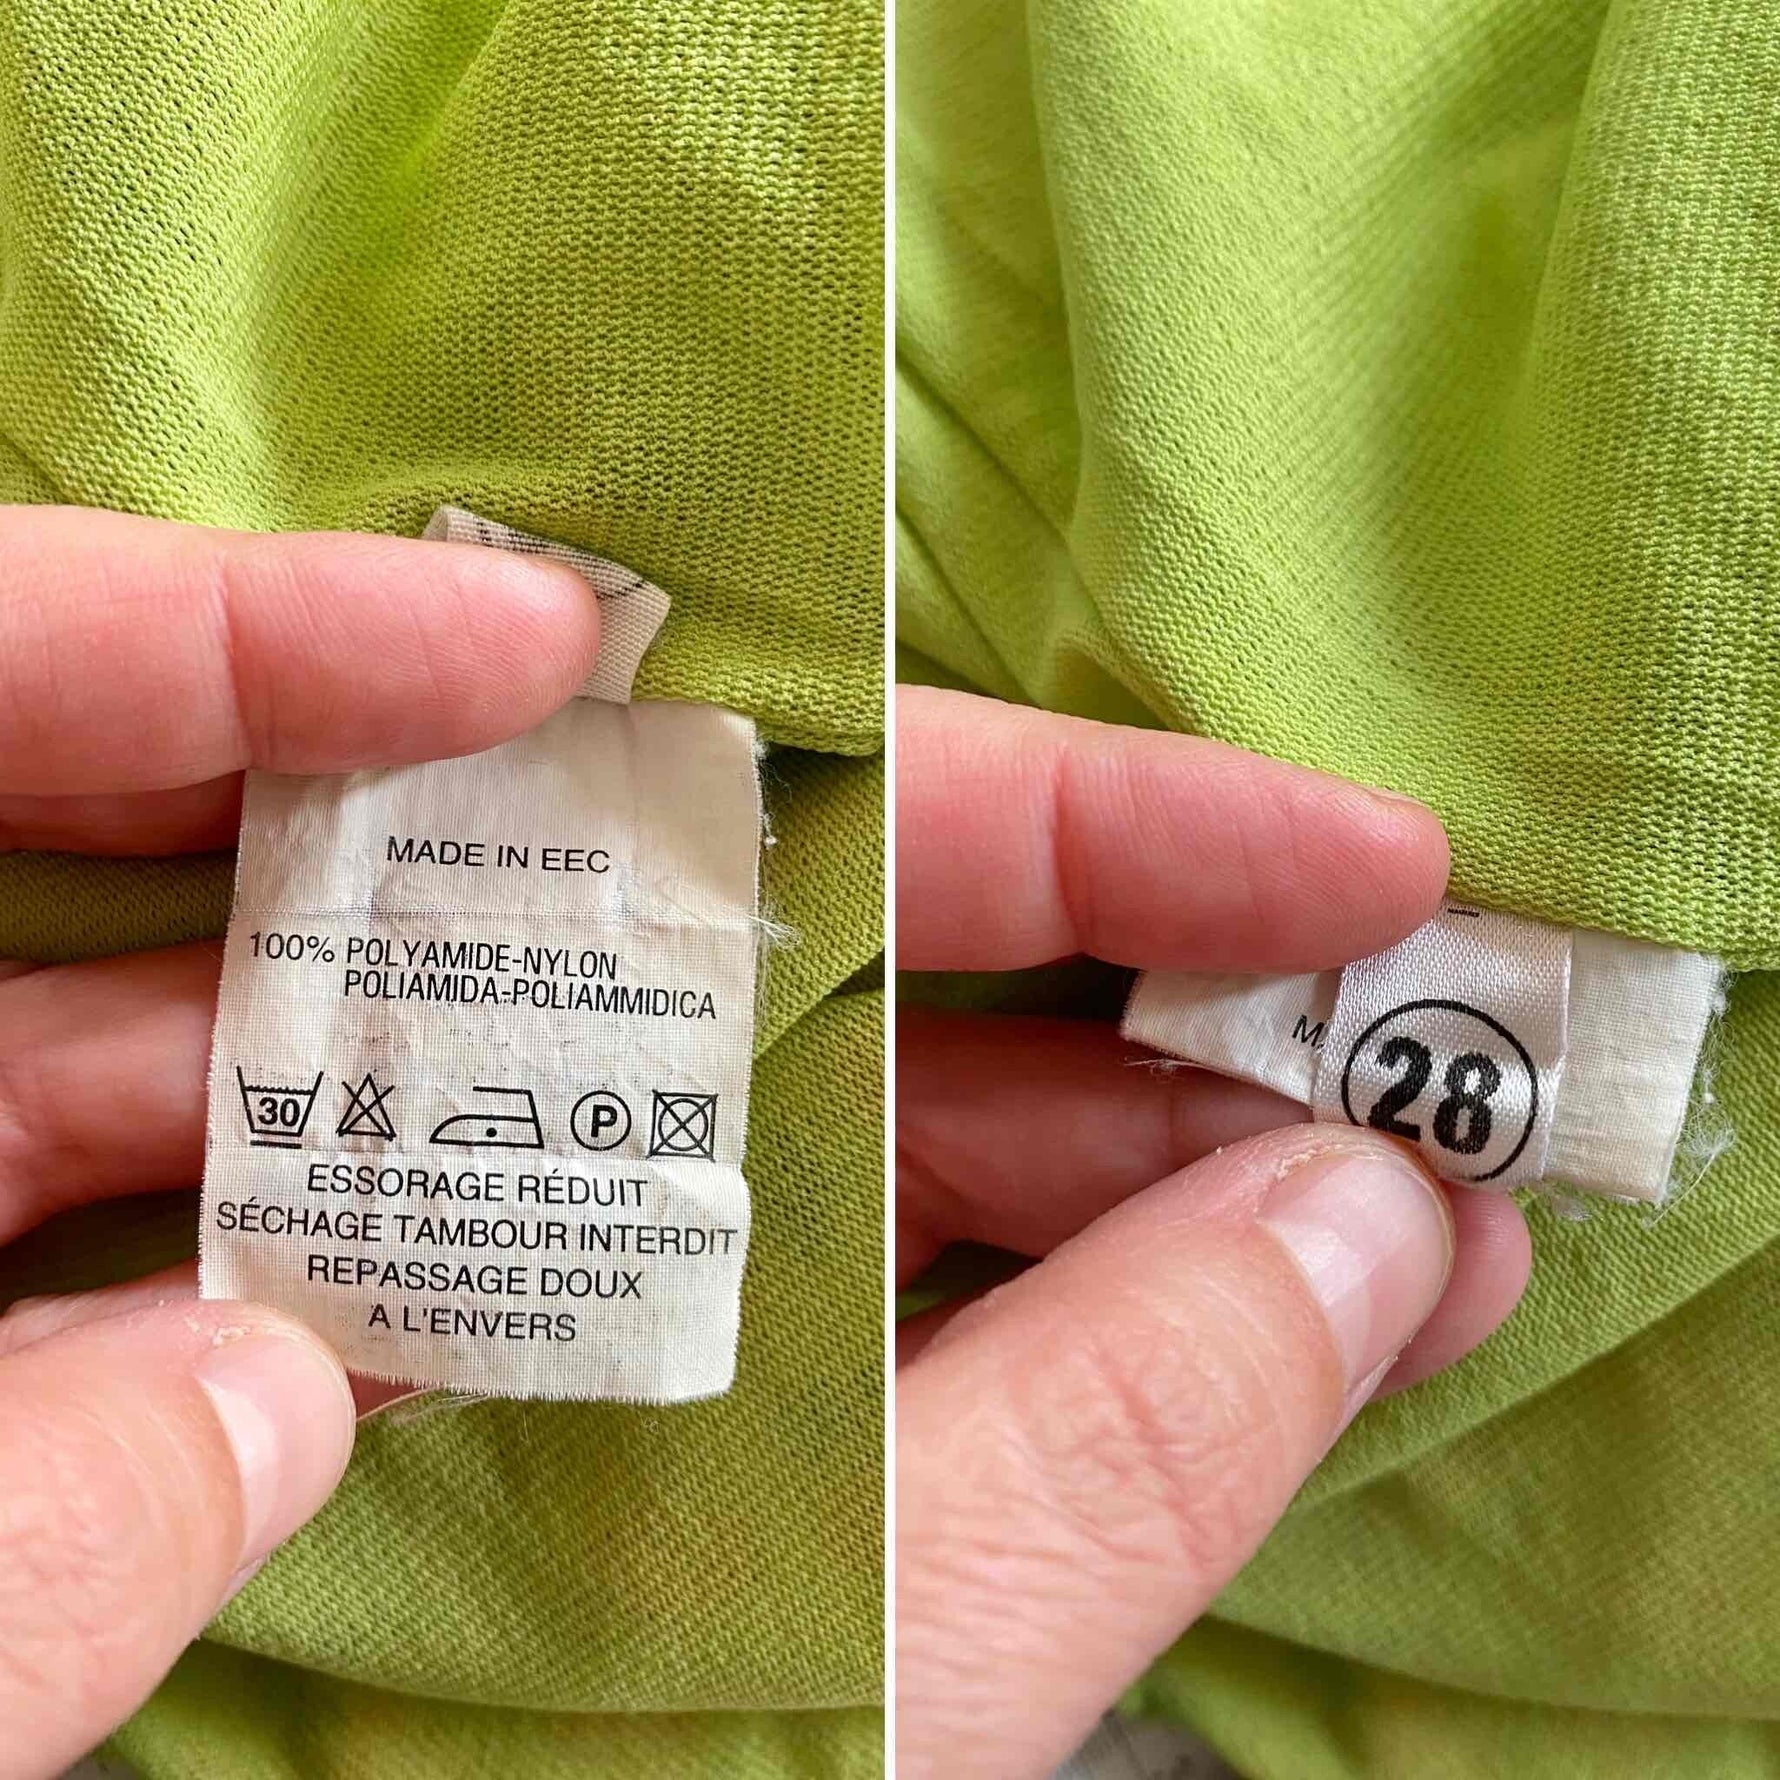 MADE IN EEC
100% POLYAMIDE-NYLON
POLIAMIDA-POLIAMMIDICA
30 P
ESSORAGE RÉDUIT
SÉCHAGE TAMBOUR INTERDIT
REPASSAGE DOUX
A L'ENVERS
28